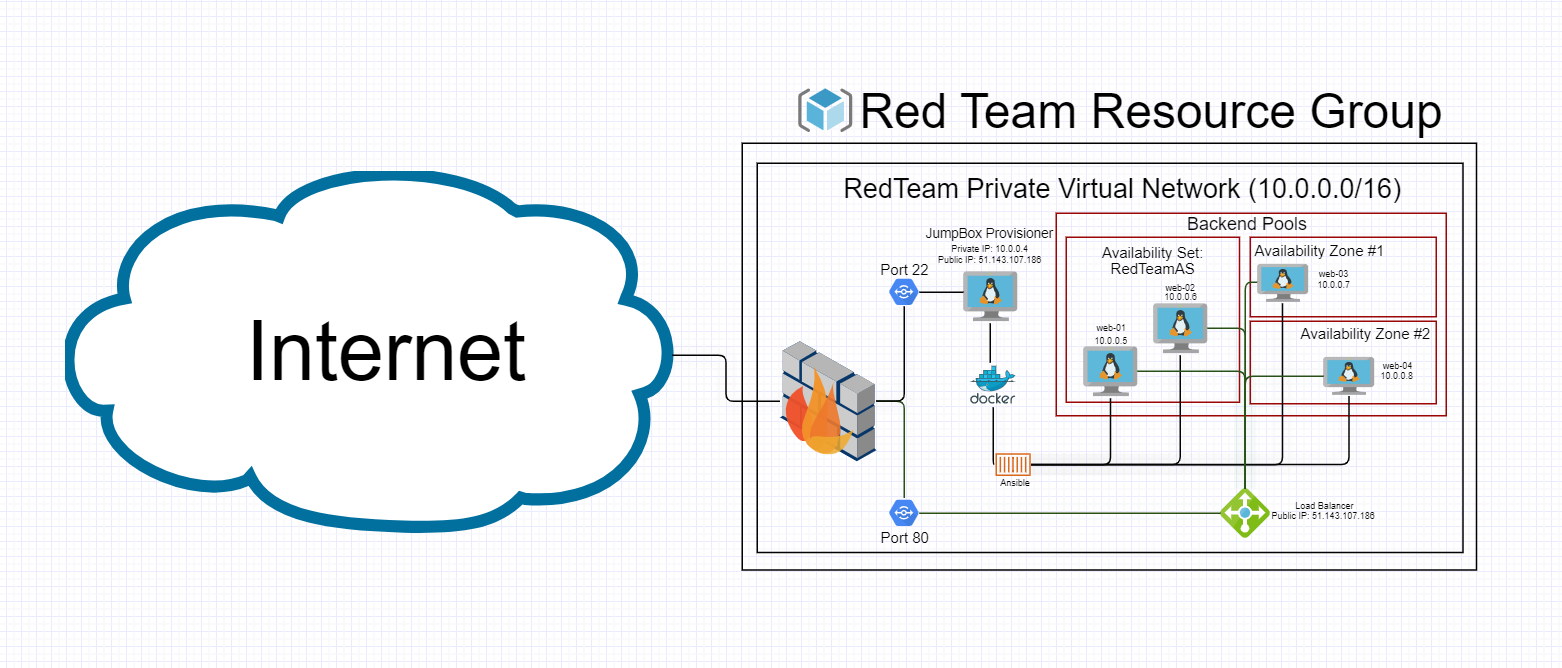 Red Team Resource Group
RedTeam Private Virtual Network (10.0.0.0/16)
Internet
Port 22
JumpBox Provisioner
Private IP: 10.0.0.4
Public IP: 51.143.107.186
docker
Ansible
Port 80
Backend Pools
Availability Set:
RedTeamAS
web-02
10.0.0.6
web-01
10.0.0.5
Availability Zone #1
web-03
10.0.0.7
Availability Zone #2
web-04
10.0.0.8
Load Balancer
Public IP: 51.143.107.186